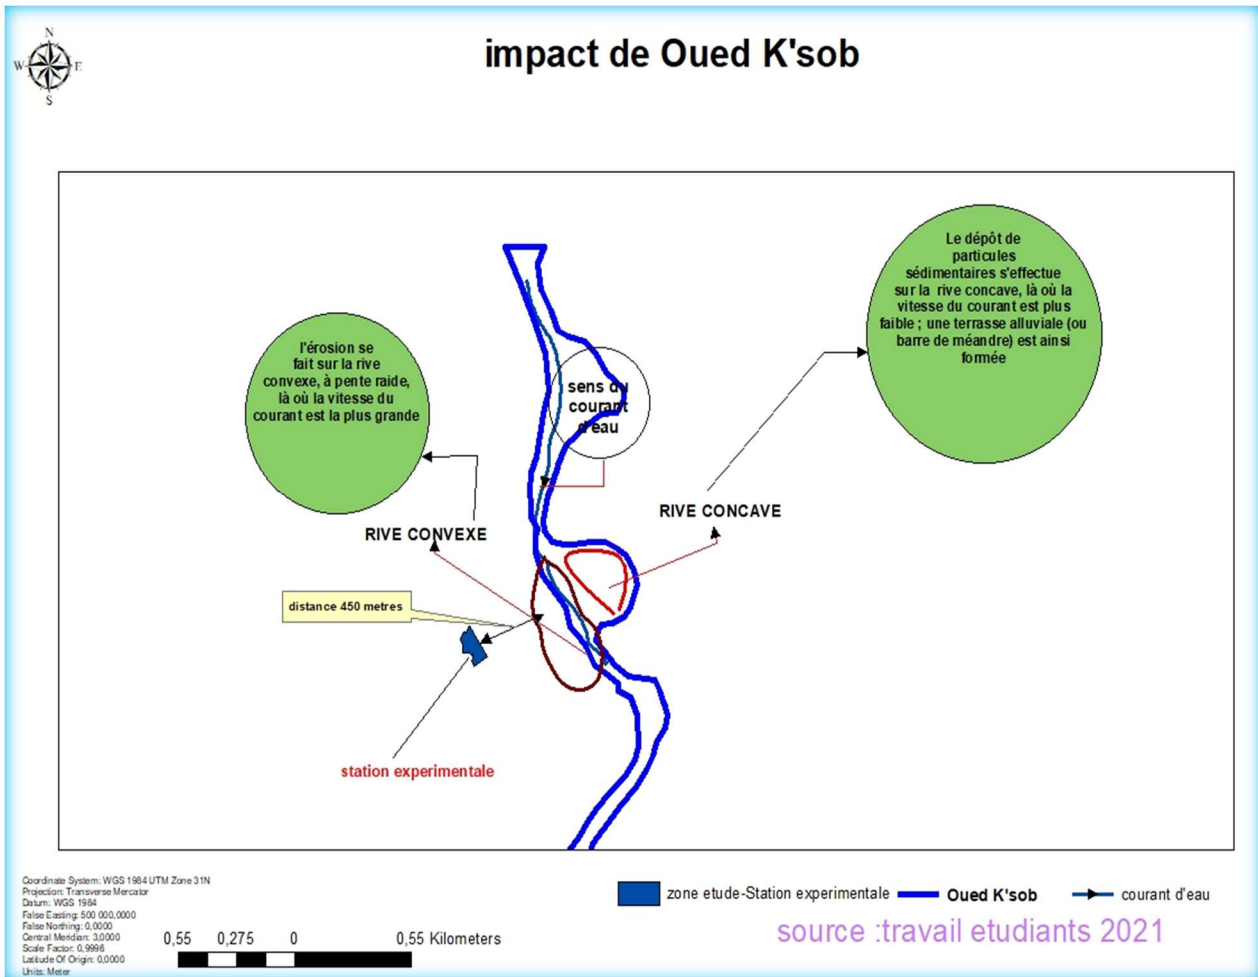 N
W E
S
impact de Oued K'sob
Le dépôt de
particules
sédimentaires s'effectue
sur la rive concave, là où la
vitesse du courant est plus
faible ; une terrasse alluviale (ou
barre de méandre) est ainsi
formée
l'érosion se
fait sur la rive
convexe, à pente raide,
là où la vitesse du
courant est la plus grande
sens du
courant
d'eau
RIVE CONCAVE
RIVE CONVEXE
distance 450 metres
station experimentale
Coordinate System: WGS 1984 UTM Zone 31N
Projection: Transverse Mercator
Datum: WGS 1984
False Easting: 500 000,0000
False Northing: 0,0000
Central Meridian: 3,0000
Scale Factor: 0,9996
Latitude Of Origin: 0,0000
Units: Meter
0,55 0,275 0 0,55 Kilometers
zone etude-Station experimentale Oued K'sob courant d'eau
source :travail etudiants 2021